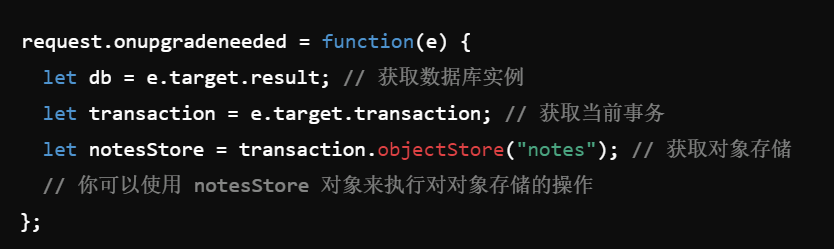 request.onupgradeneeded = function(e) {
  let db = e.target.result; // 获取数据库实例
  let transaction = e.target.transaction; // 获取当前事务
  let notesStore = transaction.objectStore("notes"); // 获取对象存储
  // 你可以使用 notesStore 对象来执行对对象存储的操作
};